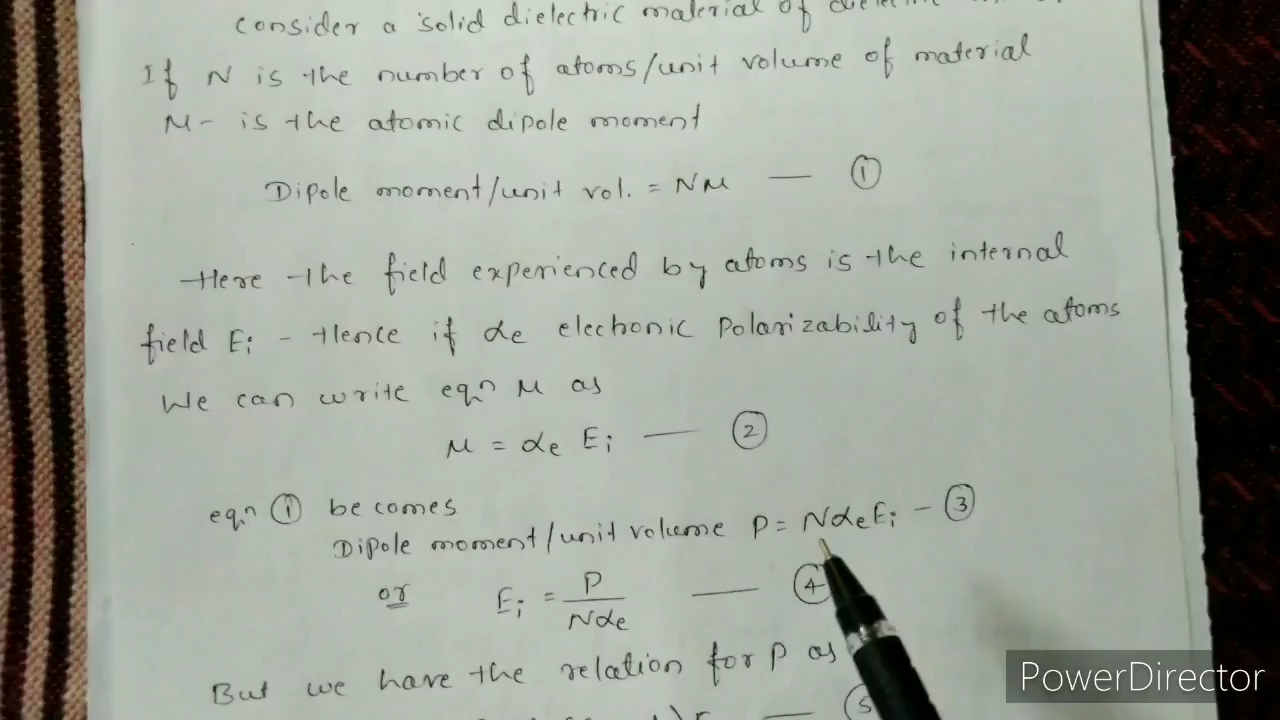 consider a solid dielectric material of
If N is the number of atoms/unit volume of material
μ- is the atomic dipole moment
Dipole moment/unit vol. = Nμ — ①
Here the field experienced by atoms is the internal
field Ei - Hence if αe electronic polarizability of the atoms
We can write eqn μ as
μ = αe Ei — ②
eqn ① becomes
Dipole moment/unit volume P = NαeEi - ③
or Ei = P/Nαe — ④
But we have the relation for P as
— ⑤
PowerDirector